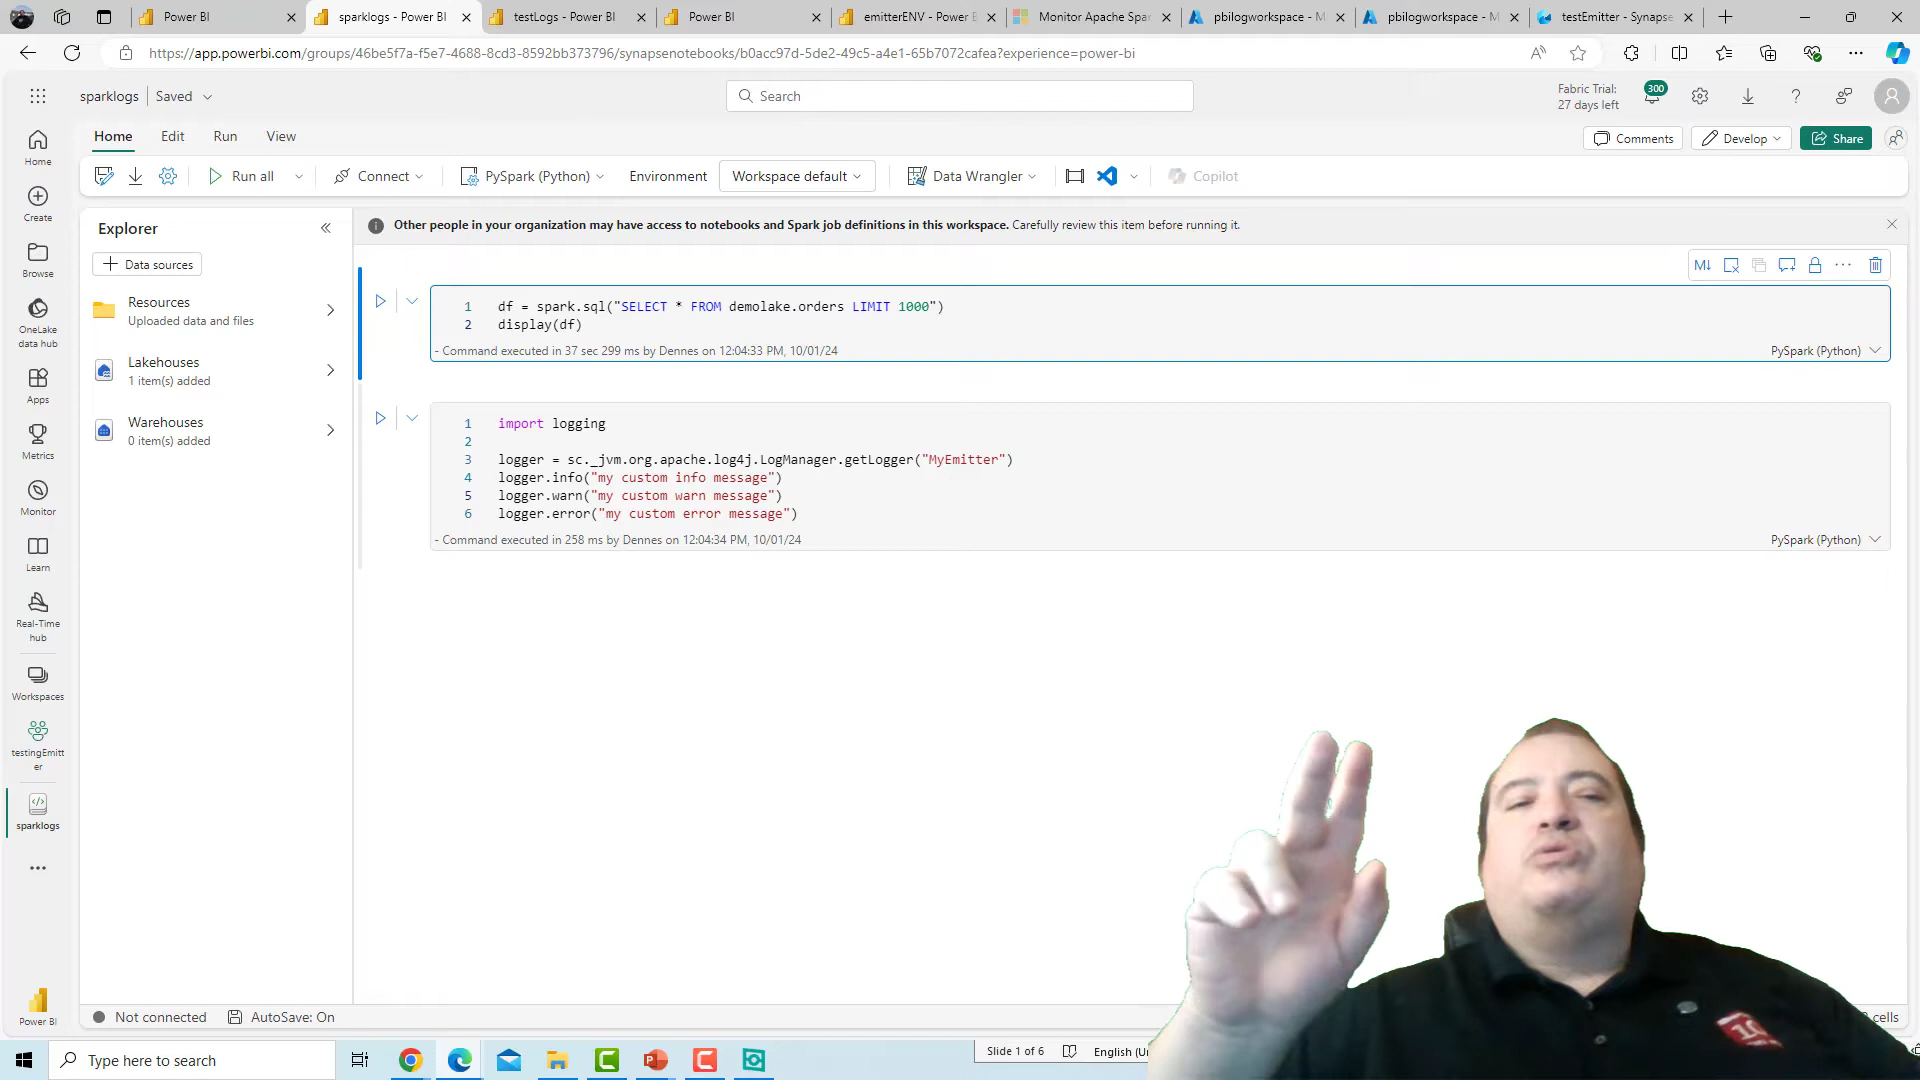 Power BI
sparklogs - Power BI
testLogs - Power BI
Power BI
emitterENV - Power B
Monitor Apache Spa
pbilogworkspace - M
pbilogworkspace - M
testEmitter - Synapse
https://app.powerbi.com/groups/46be5f7a-f5e7-4688-8cd3-8592bb373796/synapsenotebooks/b0acc97d-5de2-49c5-a4e1-65b7072cafea?experience=power-bi
sparklogs
Saved
Search
Fabric Trial:
27 days left
300
Home
Edit
Run
View
Comments
Develop
Share
Run all
Connect
PySpark (Python)
Environment
Workspace default
Data Wrangler
Copilot
Home
Create
Browse
OneLake
data hub
Apps
Metrics
Monitor
Learn
Real-Time
hub
Workspaces
testingEmitt
er
sparklogs
Power BI
Explorer
Data sources
Resources
Uploaded data and files
Lakehouses
1 item(s) added
Warehouses
0 item(s) added
Other people in your organization may have access to notebooks and Spark job definitions in this workspace. Carefully review this item before running it.
1 df = spark.sql("SELECT * FROM demolake.orders LIMIT 1000")
2 display(df)
- Command executed in 37 sec 299 ms by Dennes on 12:04:33 PM, 10/01/24
PySpark (Python)
1 import logging
2
3 logger = sc._jvm.org.apache.log4j.LogManager.getLogger("MyEmitter")
4 logger.info("my custom info message")
5 logger.warn("my custom warn message")
6 logger.error("my custom error message")
- Command executed in 258 ms by Dennes on 12:04:34 PM, 10/01/24
PySpark (Python)
Not connected
AutoSave: On
cells
Type here to search
Slide 1 of 6
English (U